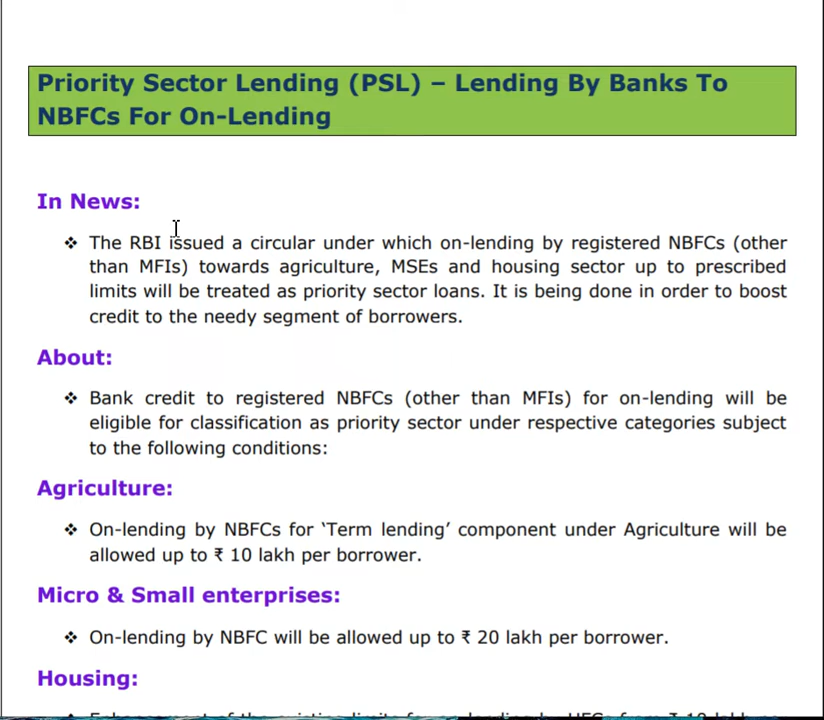 Priority Sector Lending (PSL) – Lending By Banks To
NBFCs For On-Lending
In News:
❖ The RBI issued a circular under which on-lending by registered NBFCs (other
than MFIs) towards agriculture, MSEs and housing sector up to prescribed
limits will be treated as priority sector loans. It is being done in order to boost
credit to the needy segment of borrowers.
About:
❖ Bank credit to registered NBFCs (other than MFIs) for on-lending will be
eligible for classification as priority sector under respective categories subject
to the following conditions:
Agriculture:
❖ On-lending by NBFCs for ‘Term lending’ component under Agriculture will be
allowed up to ₹ 10 lakh per borrower.
Micro & Small enterprises:
❖ On-lending by NBFC will be allowed up to ₹ 20 lakh per borrower.
Housing: